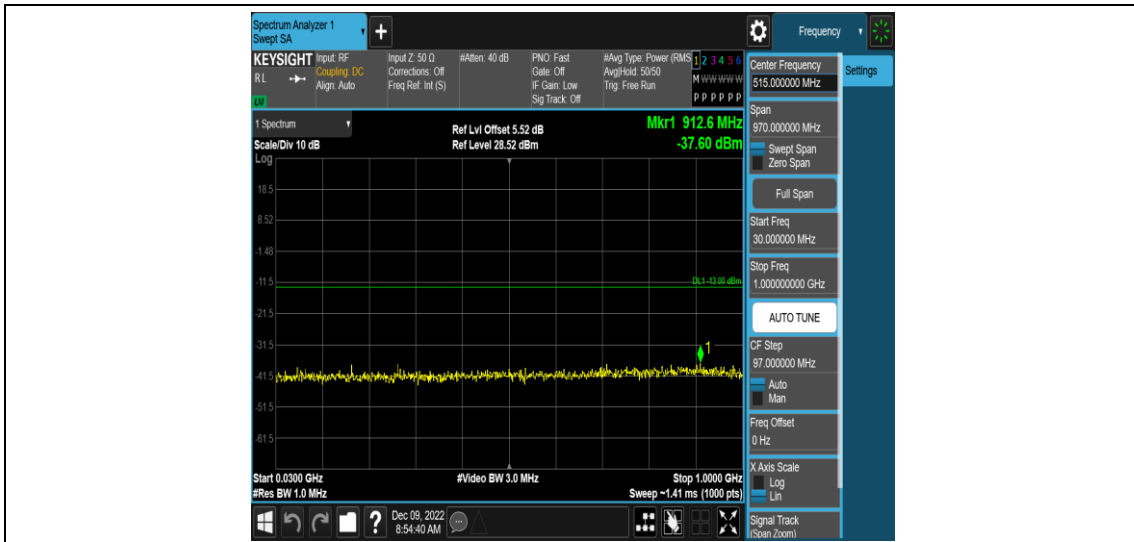 Spectrum Analyzer 1
Swept SA
+
Frequency
KEYSIGHT
RL
Input: RF
Coupling: DC
Align: Auto
Input Z: 50 Ω
Corrections: Off
Freq Ref: Int (S)
#Atten: 40 dB
PNO: Fast
Gate: Off
IF Gain: Low
Sig Track: Off
#Avg Type: Power (RMS
Avg|Hold: 50/50
Trig: Free Run
1 2 3 4 5 6
M W W W W W
P P P P P P
1 Spectrum
Scale/Div 10 dB
Log
Ref Lvl Offset 5.52 dB
Ref Level 28.52 dBm
Mkr1 912.6 MHz
-37.60 dBm
18.5
8.52
-1.48
-11.5
DL1 -13.00 dBm
-21.5
-31.5
1
-41.5
-51.5
-61.5
Start 0.0300 GHz
#Res BW 1.0 MHz
#Video BW 3.0 MHz
Stop 1.0000 GHz
Sweep ~1.41 ms (1000 pts)
Center Frequency
515.000000 MHz
Settings
Span
970.000000 MHz
Swept Span
Zero Span
Full Span
Start Freq
30.000000 MHz
Stop Freq
1.000000000 GHz
AUTO TUNE
CF Step
97.000000 MHz
Auto
Man
Freq Offset
0 Hz
X Axis Scale
Log
Lin
Signal Track
(Span Zoom)
?
Dec 09, 2022
8:54:40 AM